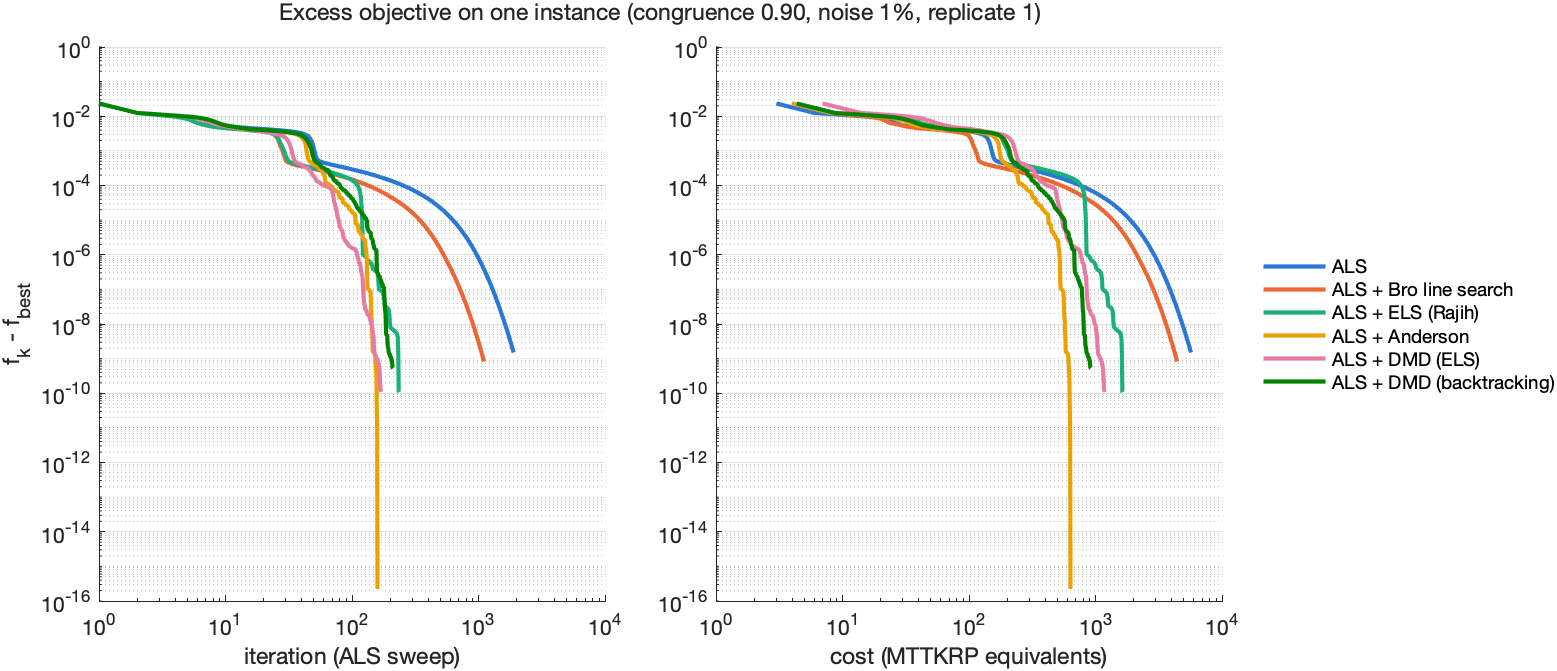 Excess objective on one instance (congruence 0.90, noise 1%, replicate 1)
f_k - f_best
10^0
10^-2
10^-4
10^-6
10^-8
10^-10
10^-12
10^-14
10^-16
10^0 10^1 10^2 10^3 10^4
iteration (ALS sweep)
10^0
10^-2
10^-4
10^-6
10^-8
10^-10
10^-12
10^-14
10^-16
10^0 10^1 10^2 10^3 10^4
cost (MTTKRP equivalents)
ALS
ALS + Bro line search
ALS + ELS (Rajih)
ALS + Anderson
ALS + DMD (ELS)
ALS + DMD (backtracking)